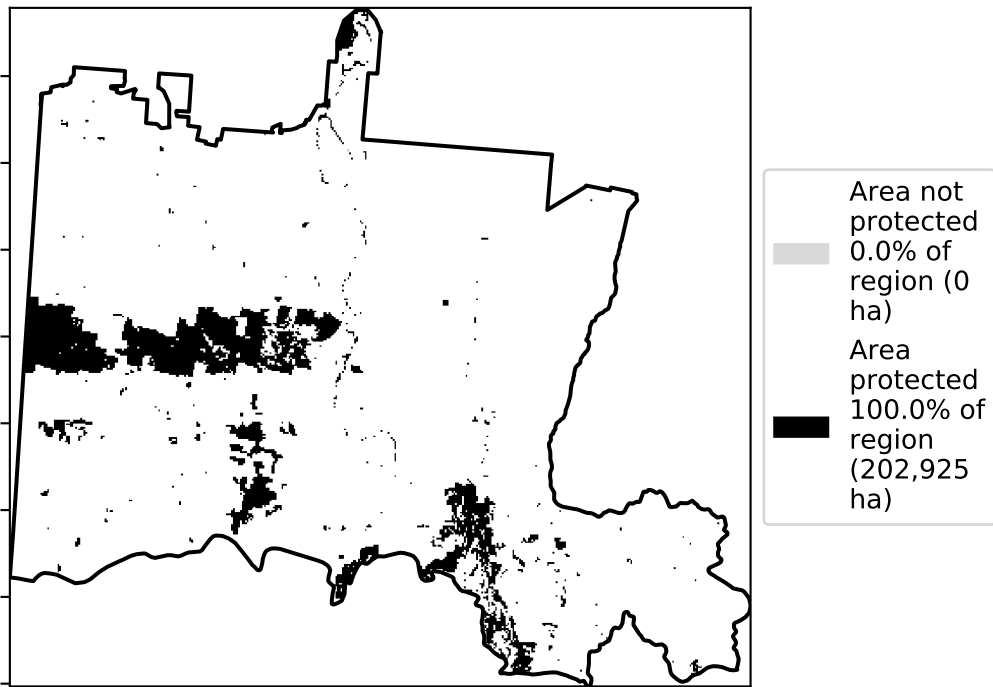 Area not
protected
0.0% of
region (0
ha)
Area
protected
100.0% of
region
(202,925
ha)